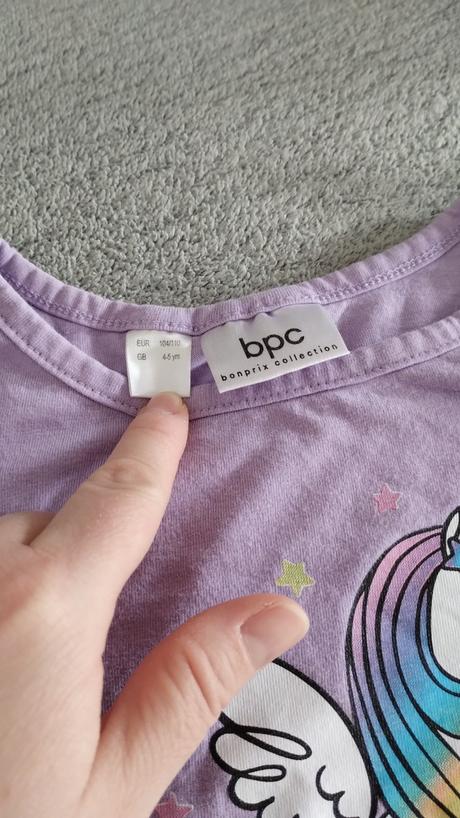 EUR 104/110
GB 4-5 yrs
bpc
bonprix collection